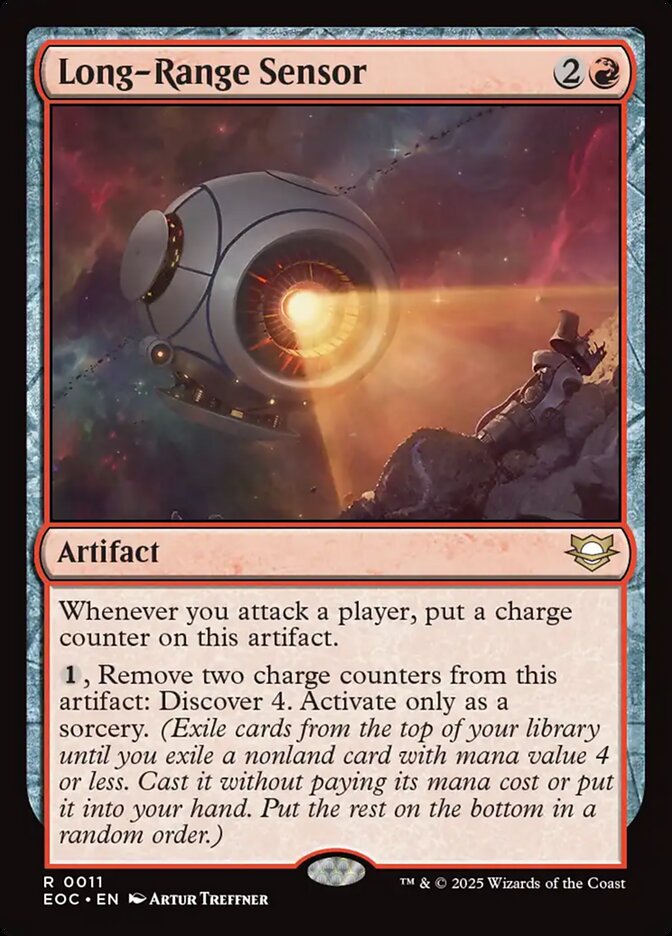 Long-Range Sensor 2
Artifact
Whenever you attack a player, put a charge
counter on this artifact.
1, Remove two charge counters from this
artifact: Discover 4. Activate only as a
sorcery. (Exile cards from the top of your library
until you exile a nonland card with mana value 4
or less. Cast it without paying its mana cost or put
it into your hand. Put the rest on the bottom in a
random order.)
R 0011
EOC • EN Artur Treffner
™ & © 2025 Wizards of the Coast